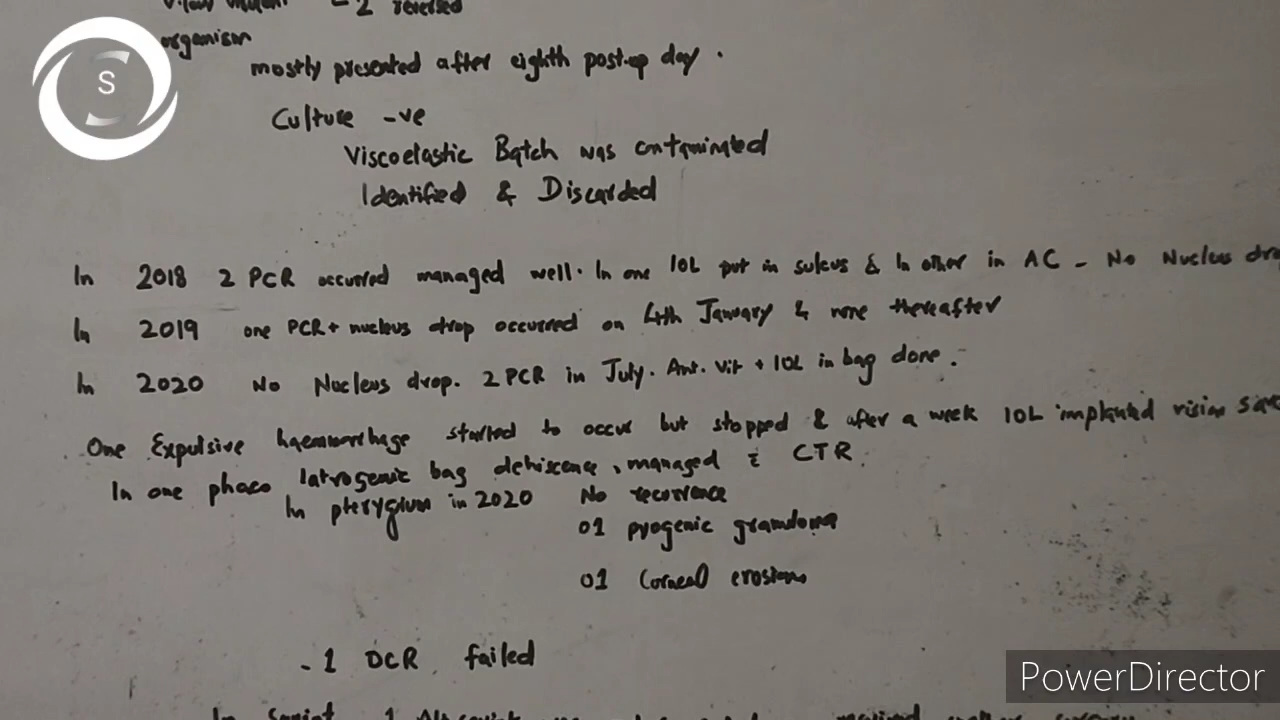 S
- 2
organism
mostly presented after eighth post-op day.
Culture -ve
Viscoelastic Batch was contaminated
Identified & Discarded
In 2018 2 PCR occurred managed well. In one IOL put in sulcus & In other in AC - No Nucleus
In 2019 one PCR + nucleus drop occurred on 4th January & none thereafter
In 2020 No Nucleus drop. 2 PCR in July. Ant. vit + IOL in bag done.
One Expulsive haemorrhage started to occur but stopped & after a week IOL implanted vision
In one phaco Iatrogenic bag dehiscence, managed c̄ CTR.
In pterygium in 2020 No recurrence
01 pyogenic granuloma
01 Corneal erosion
- 1 DCR failed
PowerDirector
In 1